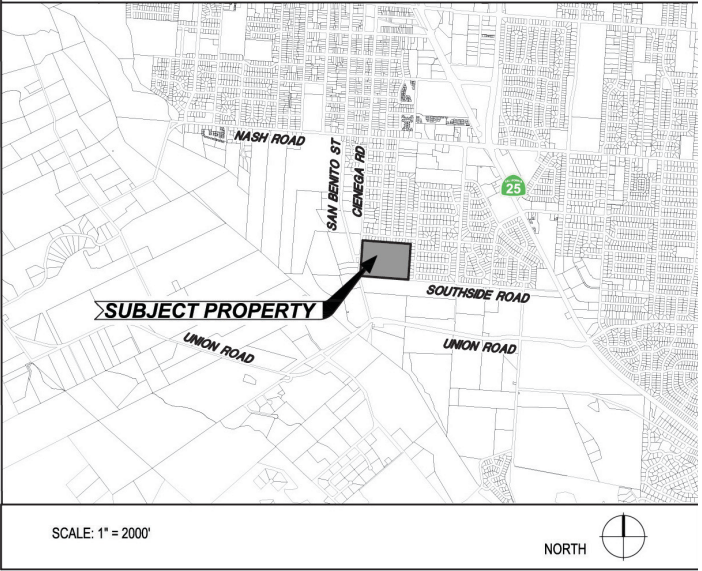 NASH ROAD
SAN BENITO ST
CIENEGA RD
25
SUBJECT PROPERTY
SOUTHSIDE ROAD
UNION ROAD
UNION ROAD
SCALE: 1" = 2000'
NORTH